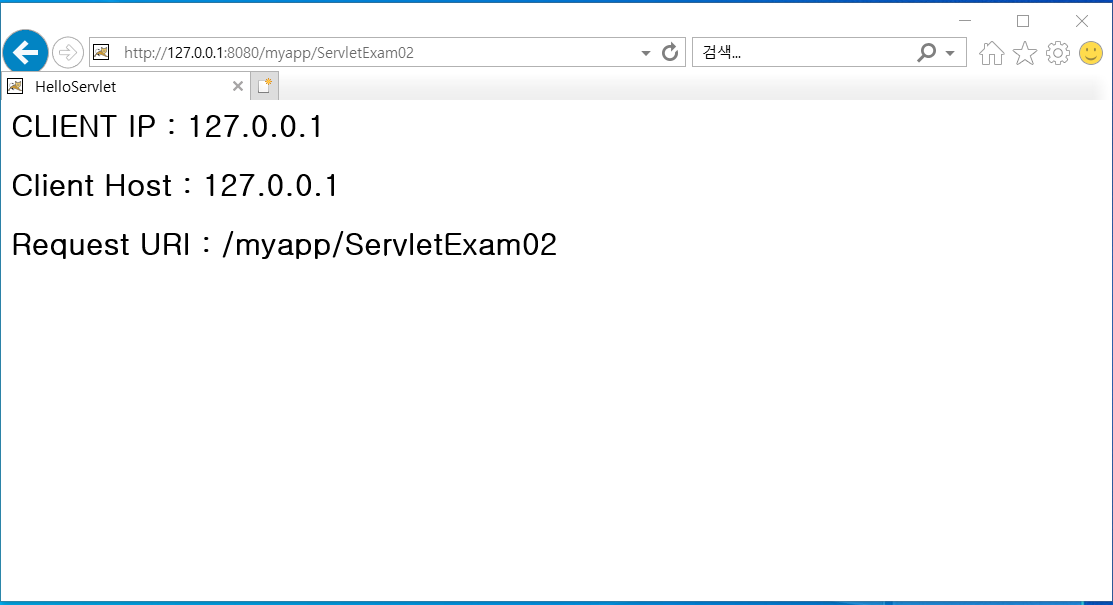 http://127.0.0.1:8080/myapp/ServletExam02
검색...
HelloServlet
CLIENT IP : 127.0.0.1
Client Host : 127.0.0.1
Request URI : /myapp/ServletExam02